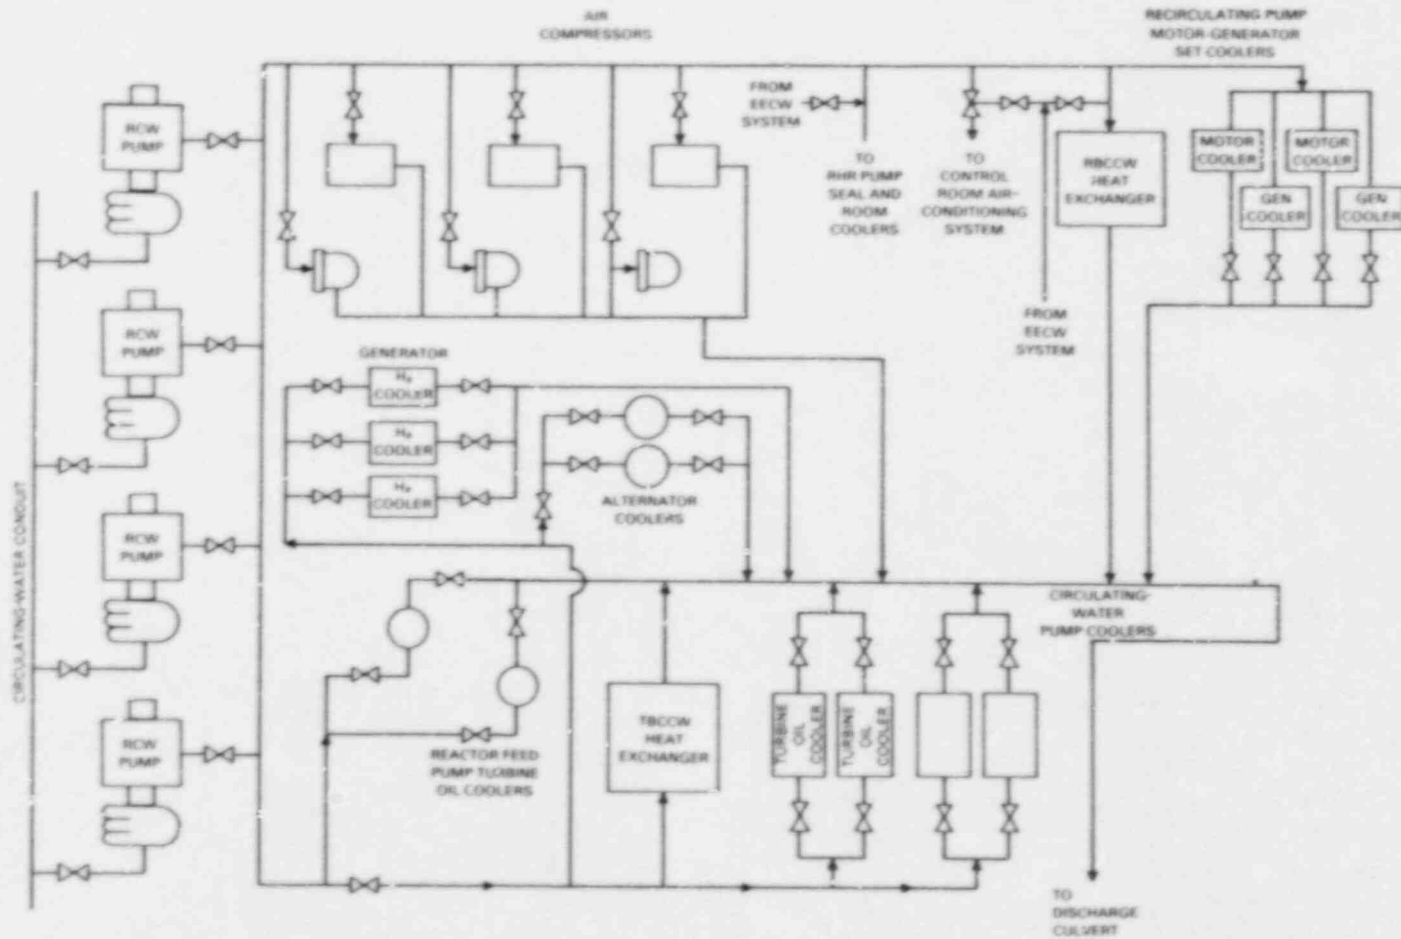 AIR
COMPRESSORS
RECIRCULATING PUMP
MOTOR-GENERATOR
SET COOLERS
RCW
PUMP
FROM
EECW
SYSTEM
TO
RHR PUMP
SEAL AND
ROOM
COOLERS
TO
CONTROL
ROOM AIR-
CONDITIONING
SYSTEM
RBCCW
HEAT
EXCHANGER
MOTOR
COOLER
MOTOR
COOLER
GEN
COOLER
GEN
COOLER
FROM
EECW
SYSTEM
RCW
PUMP
GENERATOR
H₂
COOLER
H₂
COOLER
H₂
COOLER
ALTERNATOR
COOLERS
CIRCULATING-WATER CONDUIT
RCW
PUMP
CIRCULATING-
WATER
PUMP COOLERS
RCW
PUMP
REACTOR FEED
PUMP TURBINE
OIL COOLERS
TBCCW
HEAT
EXCHANGER
TURBINE
OIL
COOLER
TURBINE
OIL
COOLER
TO
DISCHARGE
CULVERT